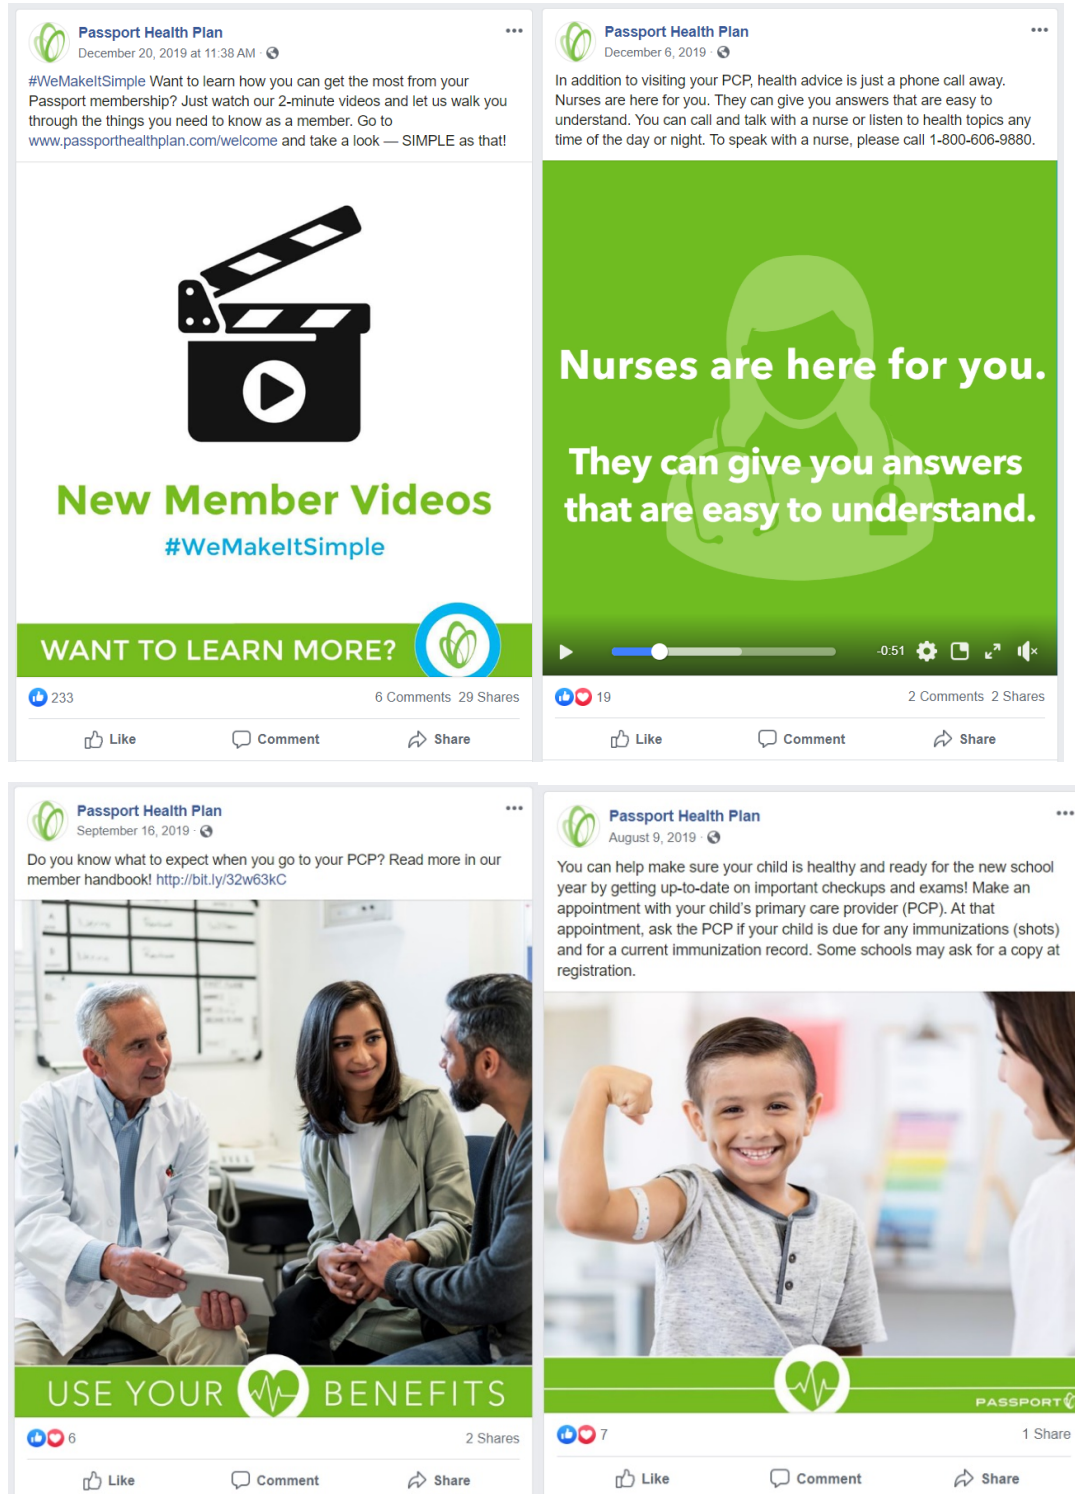 Passport Health Plan
December 20, 2019 at 11:38 AM ·
#WeMakeItSimple Want to learn how you can get the most from your
Passport membership? Just watch our 2-minute videos and let us walk you
through the things you need to know as a member. Go to
www.passporthealthplan.com/welcome and take a look — SIMPLE as that!
New Member Videos
#WeMakeItSimple
WANT TO LEARN MORE?
233
6 Comments 29 Shares
Like Comment Share
Passport Health Plan
December 6, 2019 ·
In addition to visiting your PCP, health advice is just a phone call away.
Nurses are here for you. They can give you answers that are easy to
understand. You can call and talk with a nurse or listen to health topics any
time of the day or night. To speak with a nurse, please call 1-800-606-9880.
Nurses are here for you.
They can give you answers
that are easy to understand.
-0:51
19
2 Comments 2 Shares
Like Comment Share
Passport Health Plan
September 16, 2019 ·
Do you know what to expect when you go to your PCP? Read more in our
member handbook! http://bit.ly/32w63kC
USE YOUR BENEFITS
6
2 Shares
Like Comment Share
Passport Health Plan
August 9, 2019 ·
You can help make sure your child is healthy and ready for the new school
year by getting up-to-date on important checkups and exams! Make an
appointment with your child's primary care provider (PCP). At that
appointment, ask the PCP if your child is due for any immunizations (shots)
and for a current immunization record. Some schools may ask for a copy at
registration.
PASSPORT
7
1 Share
Like Comment Share